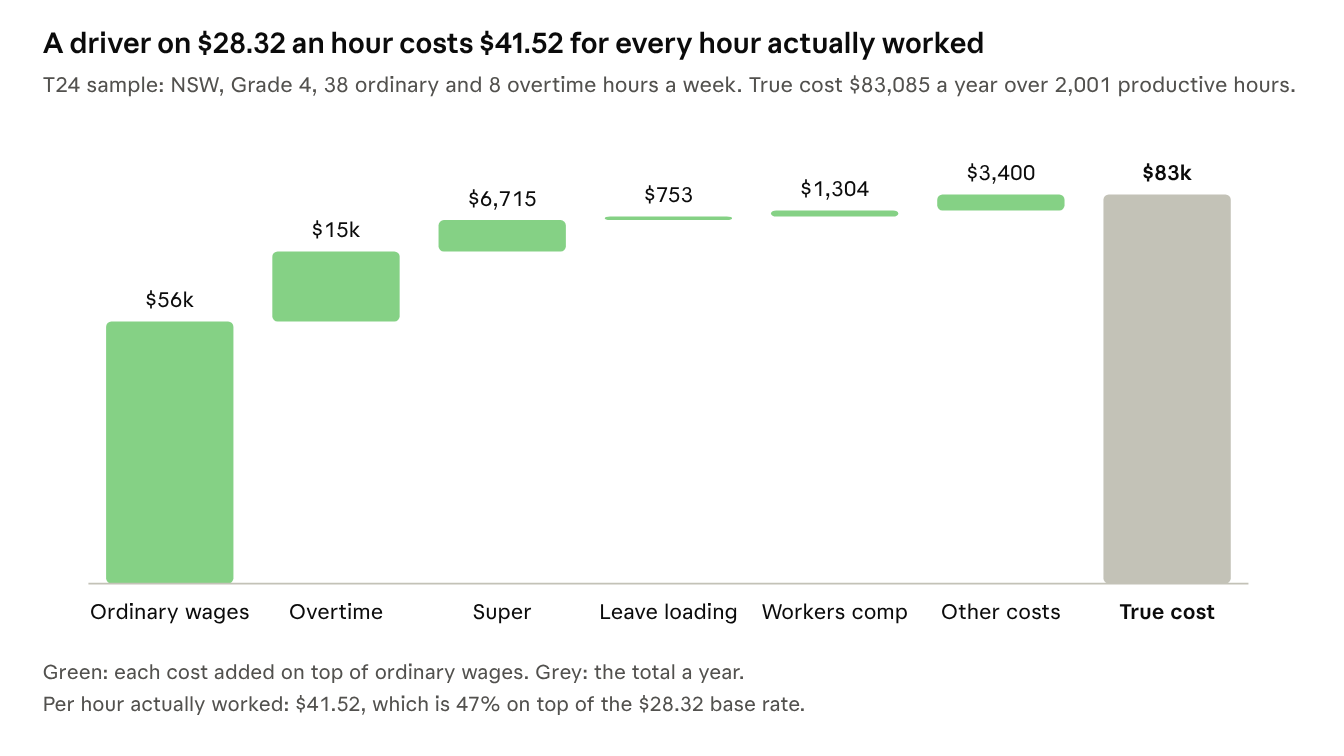 A driver on $28.32 an hour costs $41.52 for every hour actually worked
T24 sample: NSW, Grade 4, 38 ordinary and 8 overtime hours a week. True cost $83,085 a year over 2,001 productive hours.
$56k
$15k
$6,715
$753
$1,304
$3,400
$83k
Ordinary wages
Overtime
Super
Leave loading
Workers comp
Other costs
True cost
Green: each cost added on top of ordinary wages. Grey: the total a year.
Per hour actually worked: $41.52, which is 47% on top of the $28.32 base rate.